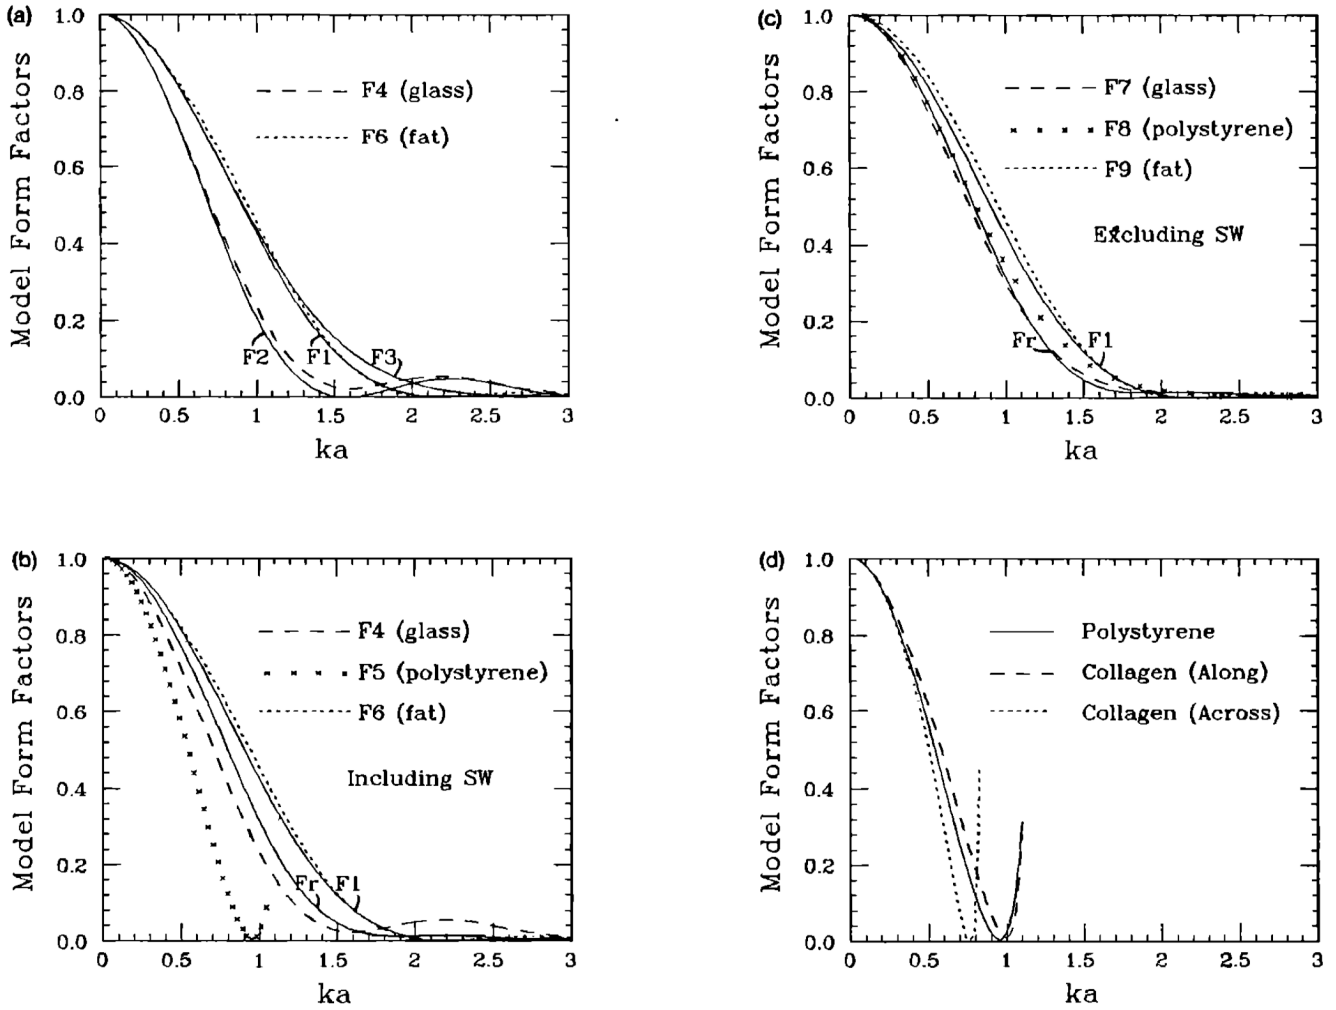 (a)
Model Form Factors
1.0
0.8
0.6
0.4
0.2
0.0
F4 (glass)
F6 (fat)
F2
F1
F3
0 0.5 1 1.5 2 2.5 3
ka
(c)
Model Form Factors
1.0
0.8
0.6
0.4
0.2
0.0
F7 (glass)
F8 (polystyrene)
F9 (fat)
Excluding SW
Fr
F1
0 0.5 1 1.5 2 2.5 3
ka
(b)
Model Form Factors
1.0
0.8
0.6
0.4
0.2
0.0
F4 (glass)
F5 (polystyrene)
F6 (fat)
Including SW
Fr
F1
0 0.5 1 1.5 2 2.5 3
ka
(d)
Model Form Factors
1.0
0.8
0.6
0.4
0.2
0.0
Polystyrene
Collagen (Along)
Collagen (Across)
0 0.5 1 1.5 2 2.5 3
ka